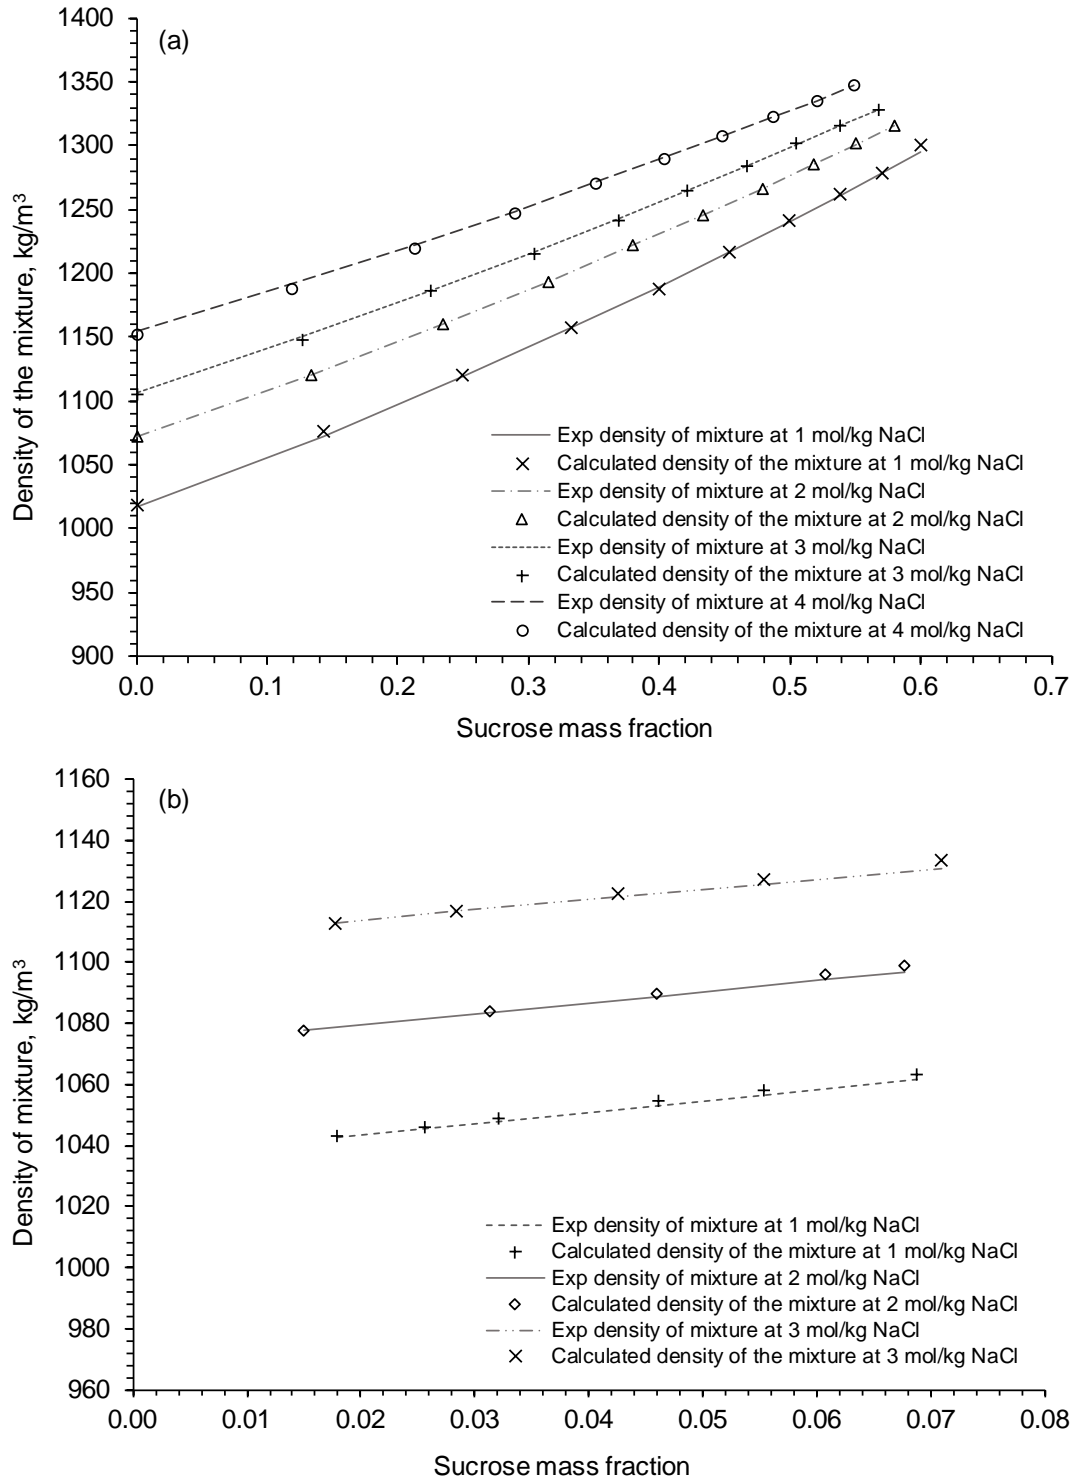 (a)
Density of the mixture, kg/m³
1400
1350
1300
1250
1200
1150
1100
1050
1000
950
900
Exp density of mixture at 1 mol/kg NaCl
Calculated density of the mixture at 1 mol/kg NaCl
Exp density of mixture at 2 mol/kg NaCl
Calculated density of the mixture at 2 mol/kg NaCl
Exp density of mixture at 3 mol/kg NaCl
Calculated density of the mixture at 3 mol/kg NaCl
Exp density of mixture at 4 mol/kg NaCl
Calculated density of the mixture at 4 mol/kg NaCl
0.0 0.1 0.2 0.3 0.4 0.5 0.6 0.7
Sucrose mass fraction
(b)
Density of mixture, kg/m³
1160
1140
1120
1100
1080
1060
1040
1020
1000
980
960
Exp density of mixture at 1 mol/kg NaCl
Calculated density of the mixture at 1 mol/kg NaCl
Exp density of mixture at 2 mol/kg NaCl
Calculated density of the mixture at 2 mol/kg NaCl
Exp density of mixture at 3 mol/kg NaCl
Calculated density of the mixture at 3 mol/kg NaCl
0.00 0.01 0.02 0.03 0.04 0.05 0.06 0.07 0.08
Sucrose mass fraction